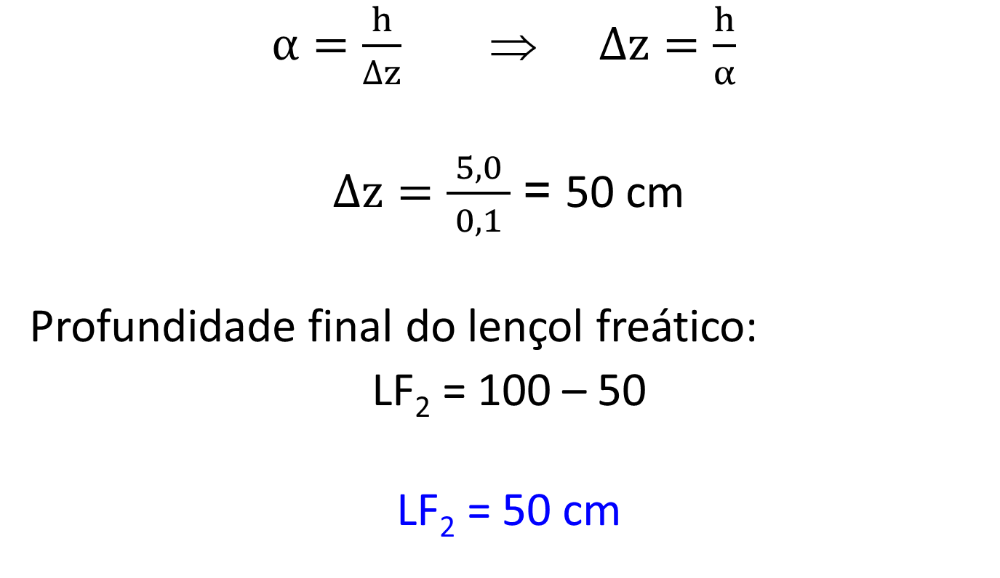 α = h/Δz ⇒ Δz = h/α
Δz = 5,0/0,1 = 50 cm
Profundidade final do lençol freático:
LF₂ = 100 – 50
LF₂ = 50 cm